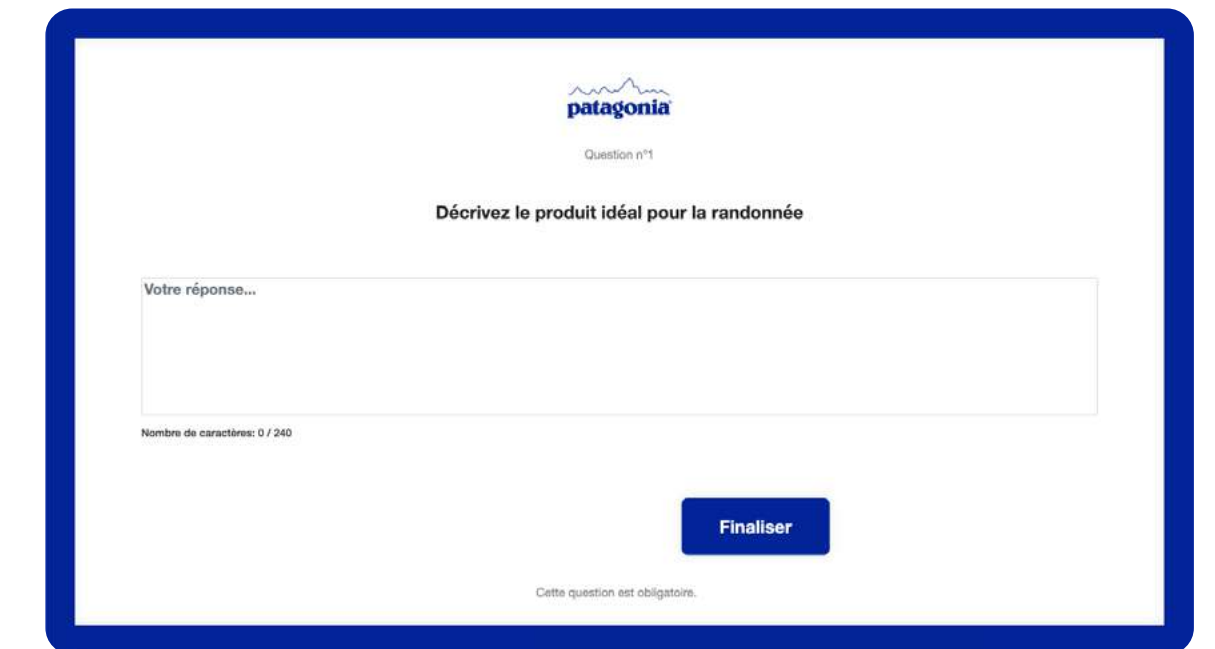 patagonia
Question n°1
Décrivez le produit idéal pour la randonnée
Votre réponse...
Nombre de caractères: 0 / 240
Finaliser
Cette question est obligatoire.